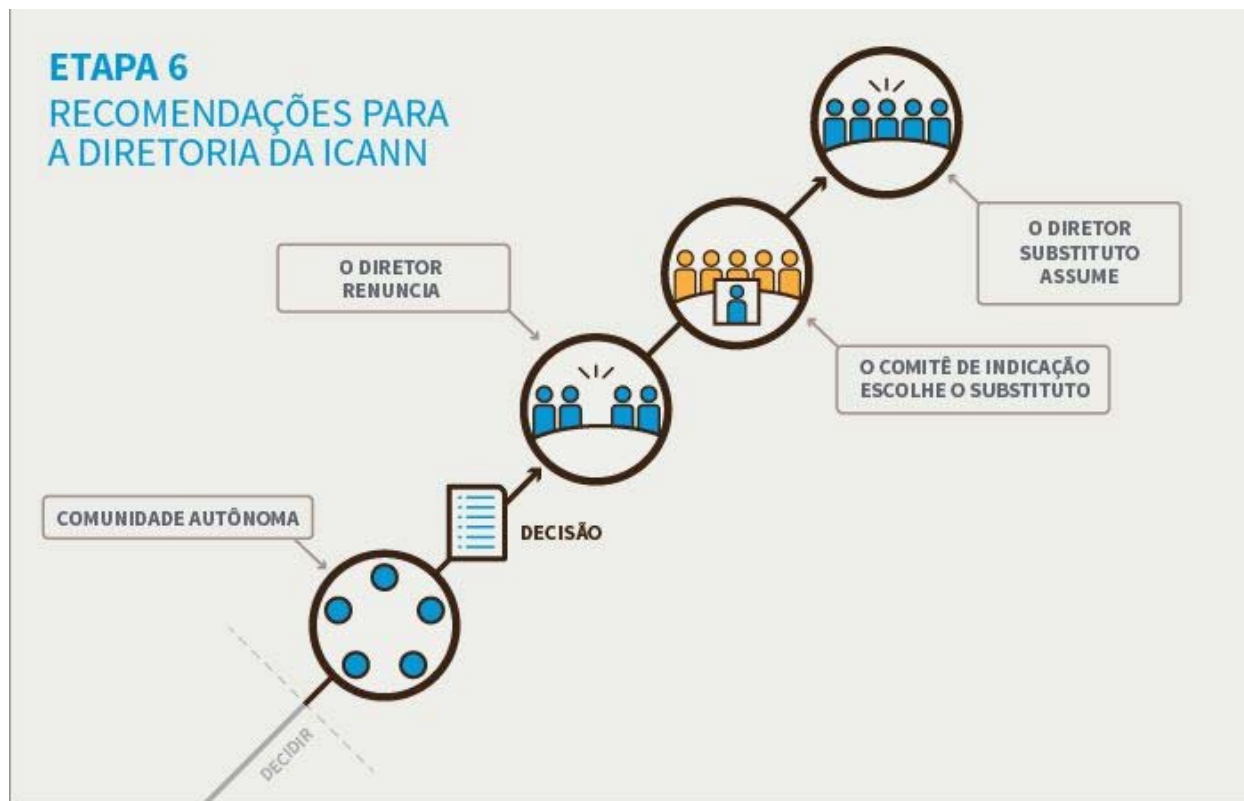 ETAPA 6
RECOMENDAÇÕES PARA
A DIRETORIA DA ICANN
O DIRETOR
SUBSTITUTO
ASSUME
O DIRETOR
RENUNCIA
O COMITÊ DE INDICAÇÃO
ESCOLHE O SUBSTITUTO
COMUNIDADE AUTÔNOMA
DECISÃO
DECIDIR